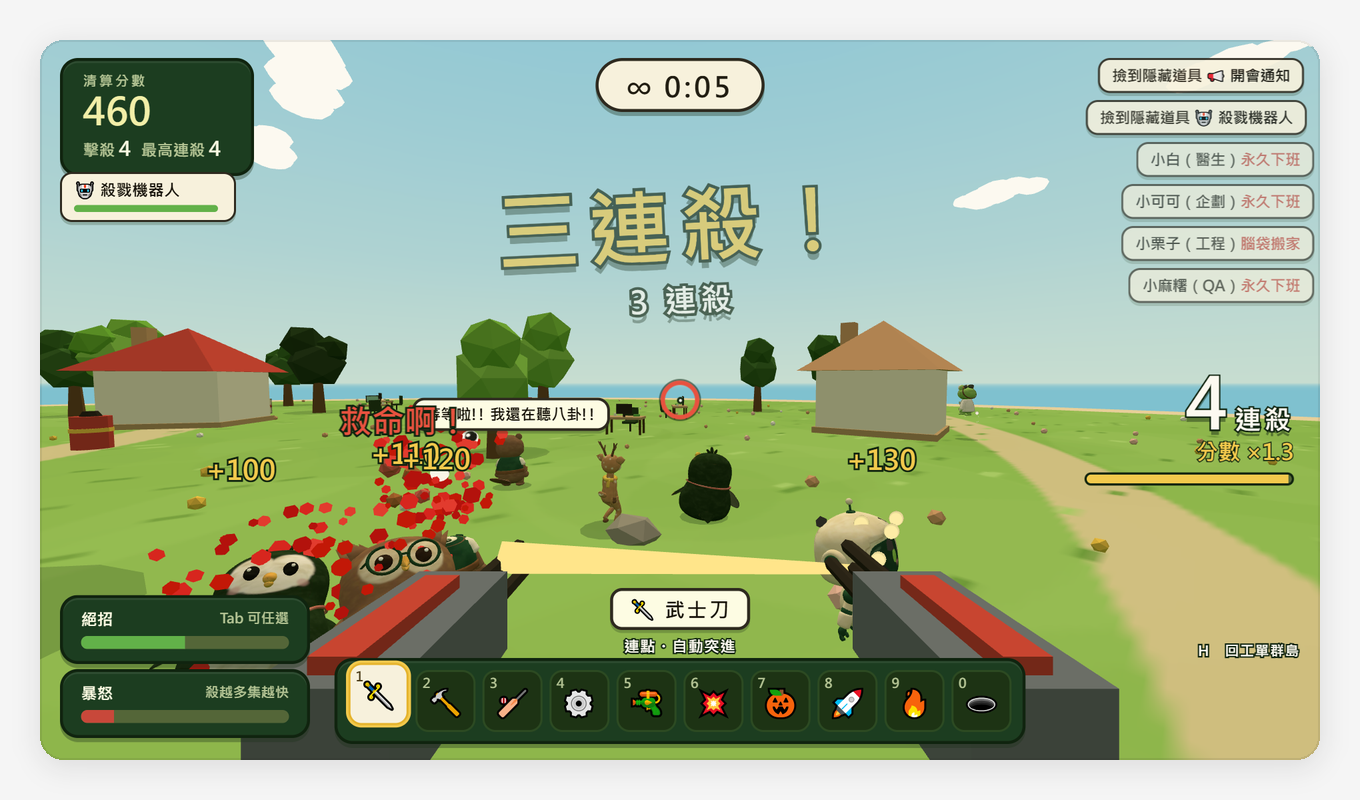 清算分數
460
擊殺 4 最高連殺 4
殺戮機器人
∞ 0:05
撿到隱藏道具 開會通知
撿到隱藏道具 殺戮機器人
小白(醫生)永久下班
小可可(企劃)永久下班
小栗子(工程)腦袋搬家
小麻糬(QA)永久下班
三連殺!
3 連殺
4 連殺
分數 ×1.3
救命啊!
等等啦!! 我還在聽八卦!!
+100
+110
+120
+130
武士刀
連點・自動突進
H 回工單群島
絕招 Tab 可任選
暴怒 殺越多集越快
1 2 3 4 5 6 7 8 9 0